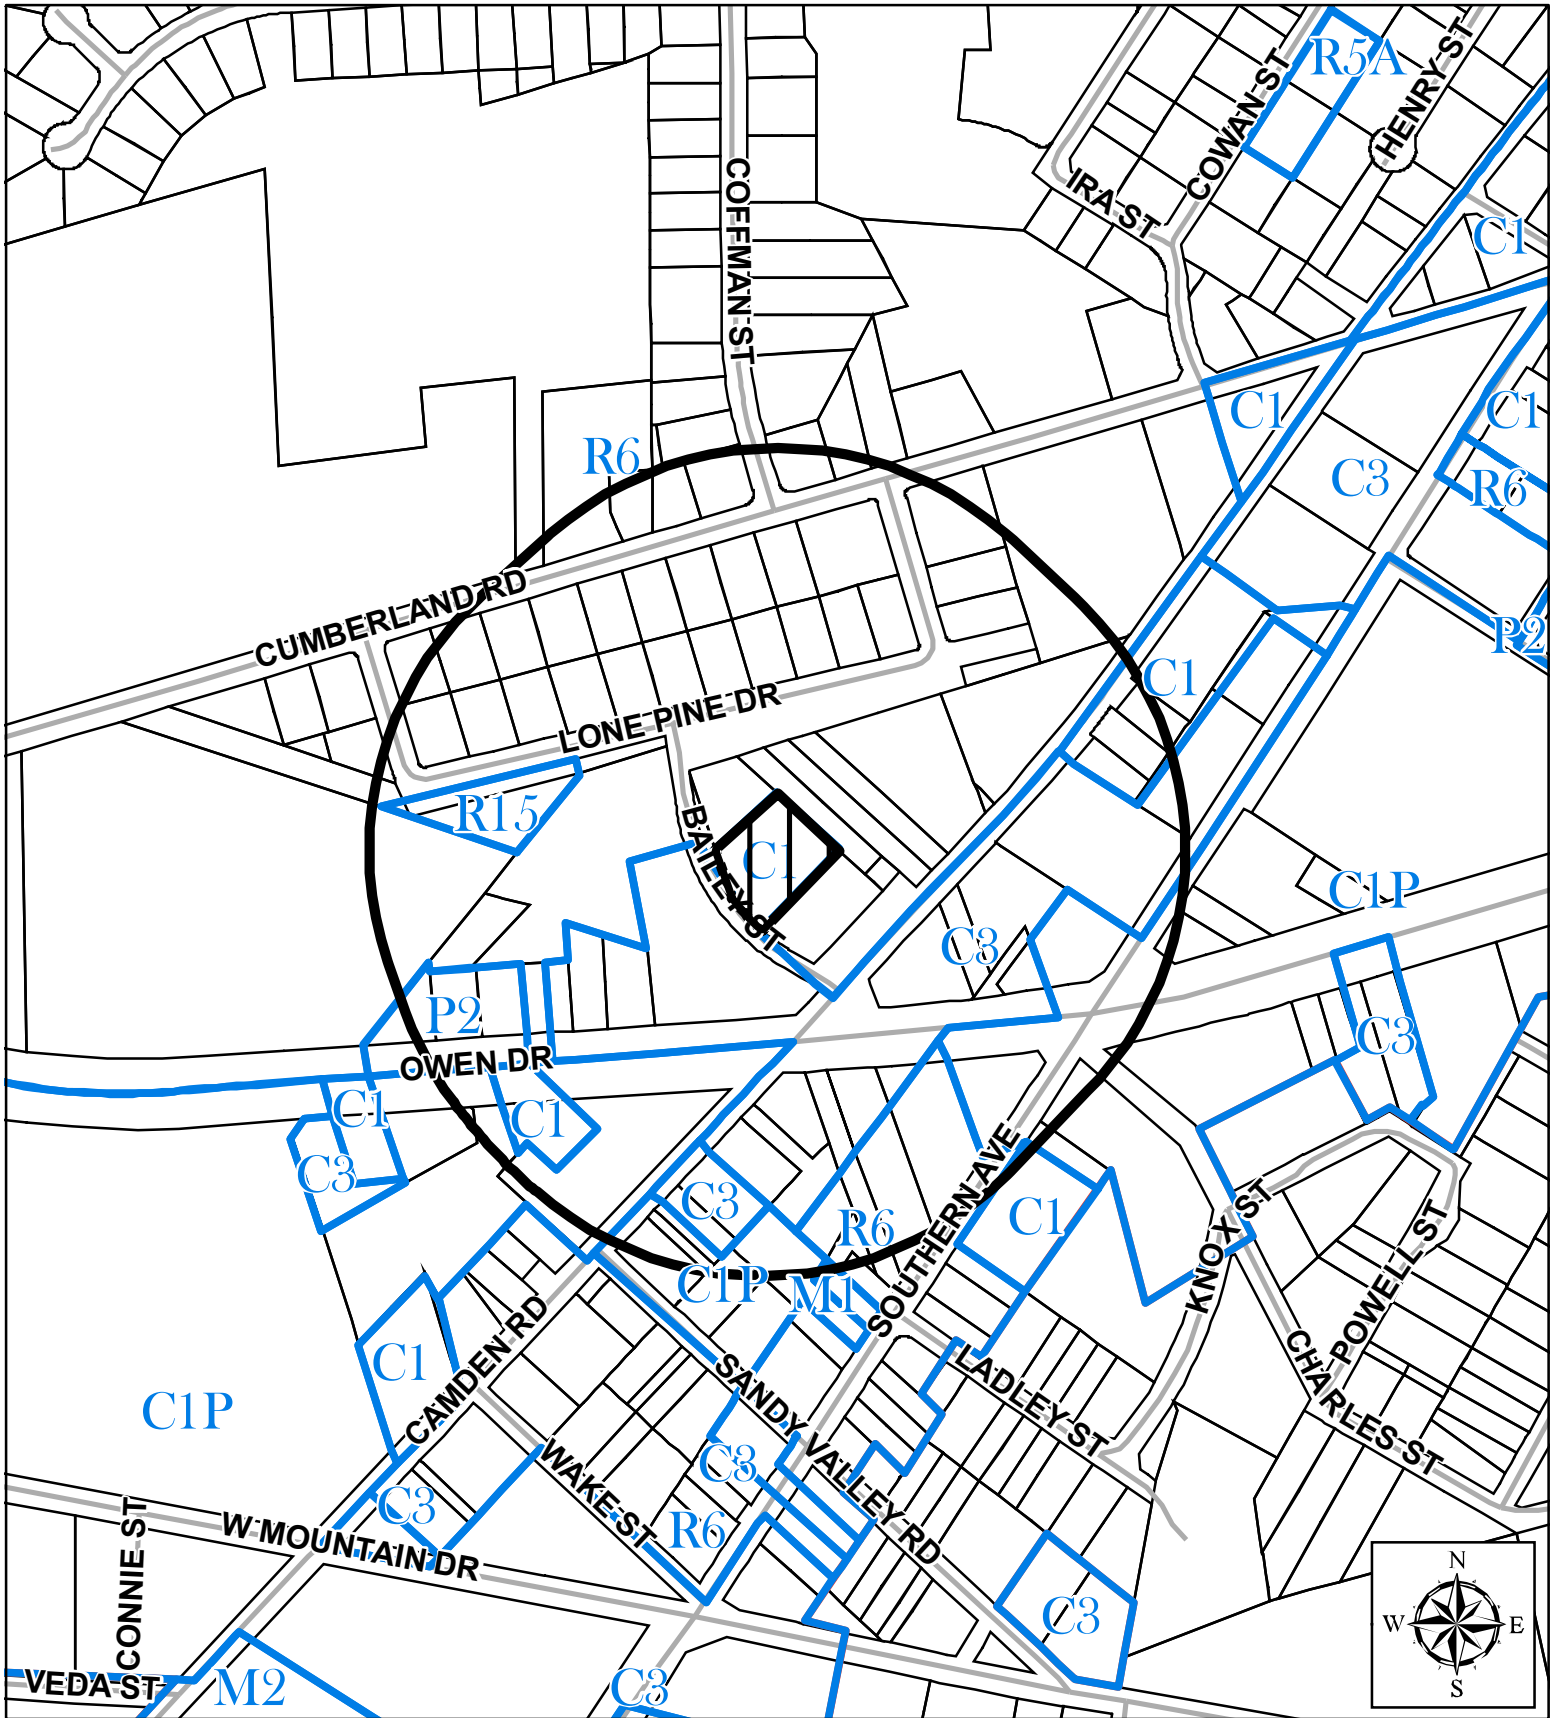 R5A
HENRY ST
COWAN ST
IRA ST
COFFMAN ST
C1
C1
C1
C3
R6
R6
CUMBERLAND RD
P2
C1
LONE PINE DR
R15
BAILEY ST
C1
C1P
C3
P2
OWEN DR
C3
C1
C1
C3
C3
R6
C1
SOUTHERN AVE
KNOX ST
POWELL ST
C1P
M1
CHARLES ST
C1
CAMDEN RD
SANDY VALLEY RD
LADLEY ST
C1P
C3
WAKE ST
C3
R6
W MOUNTAIN DR
CONNIE ST
VEDA ST
M2
C3
C3
N
W
E
S